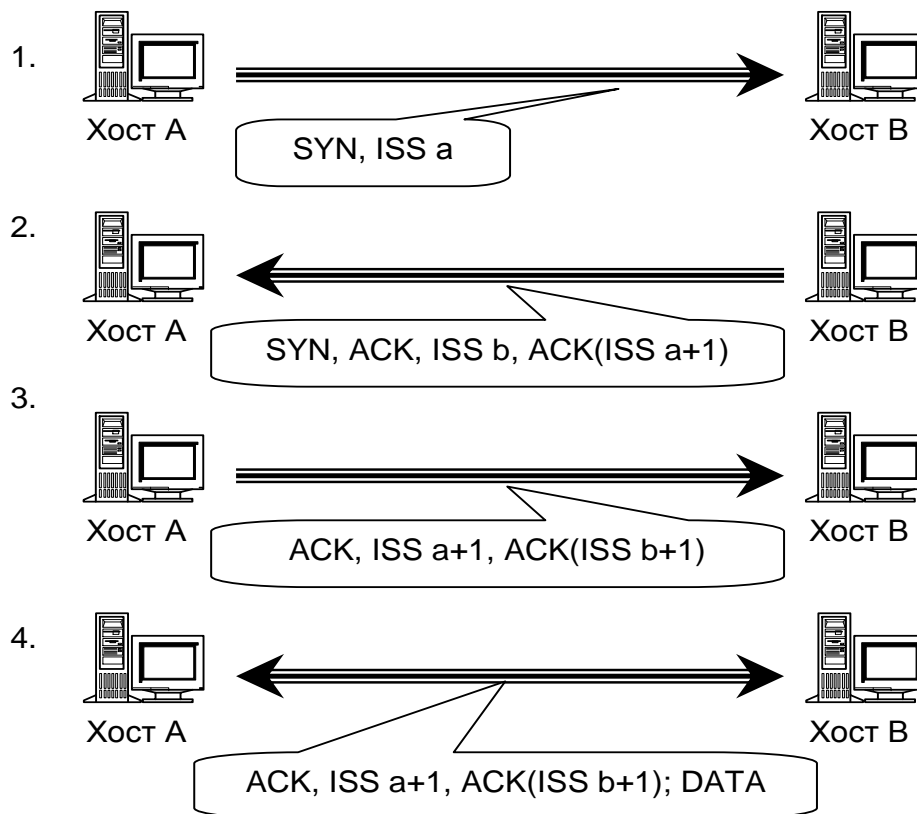 1.
Хост А
Хост В
SYN, ISS a
2.
Хост А
Хост В
SYN, ACK, ISS b, ACK(ISS a+1)
3.
Хост А
Хост В
ACK, ISS a+1, ACK(ISS b+1)
4.
Хост А
Хост В
ACK, ISS a+1, ACK(ISS b+1); DATA